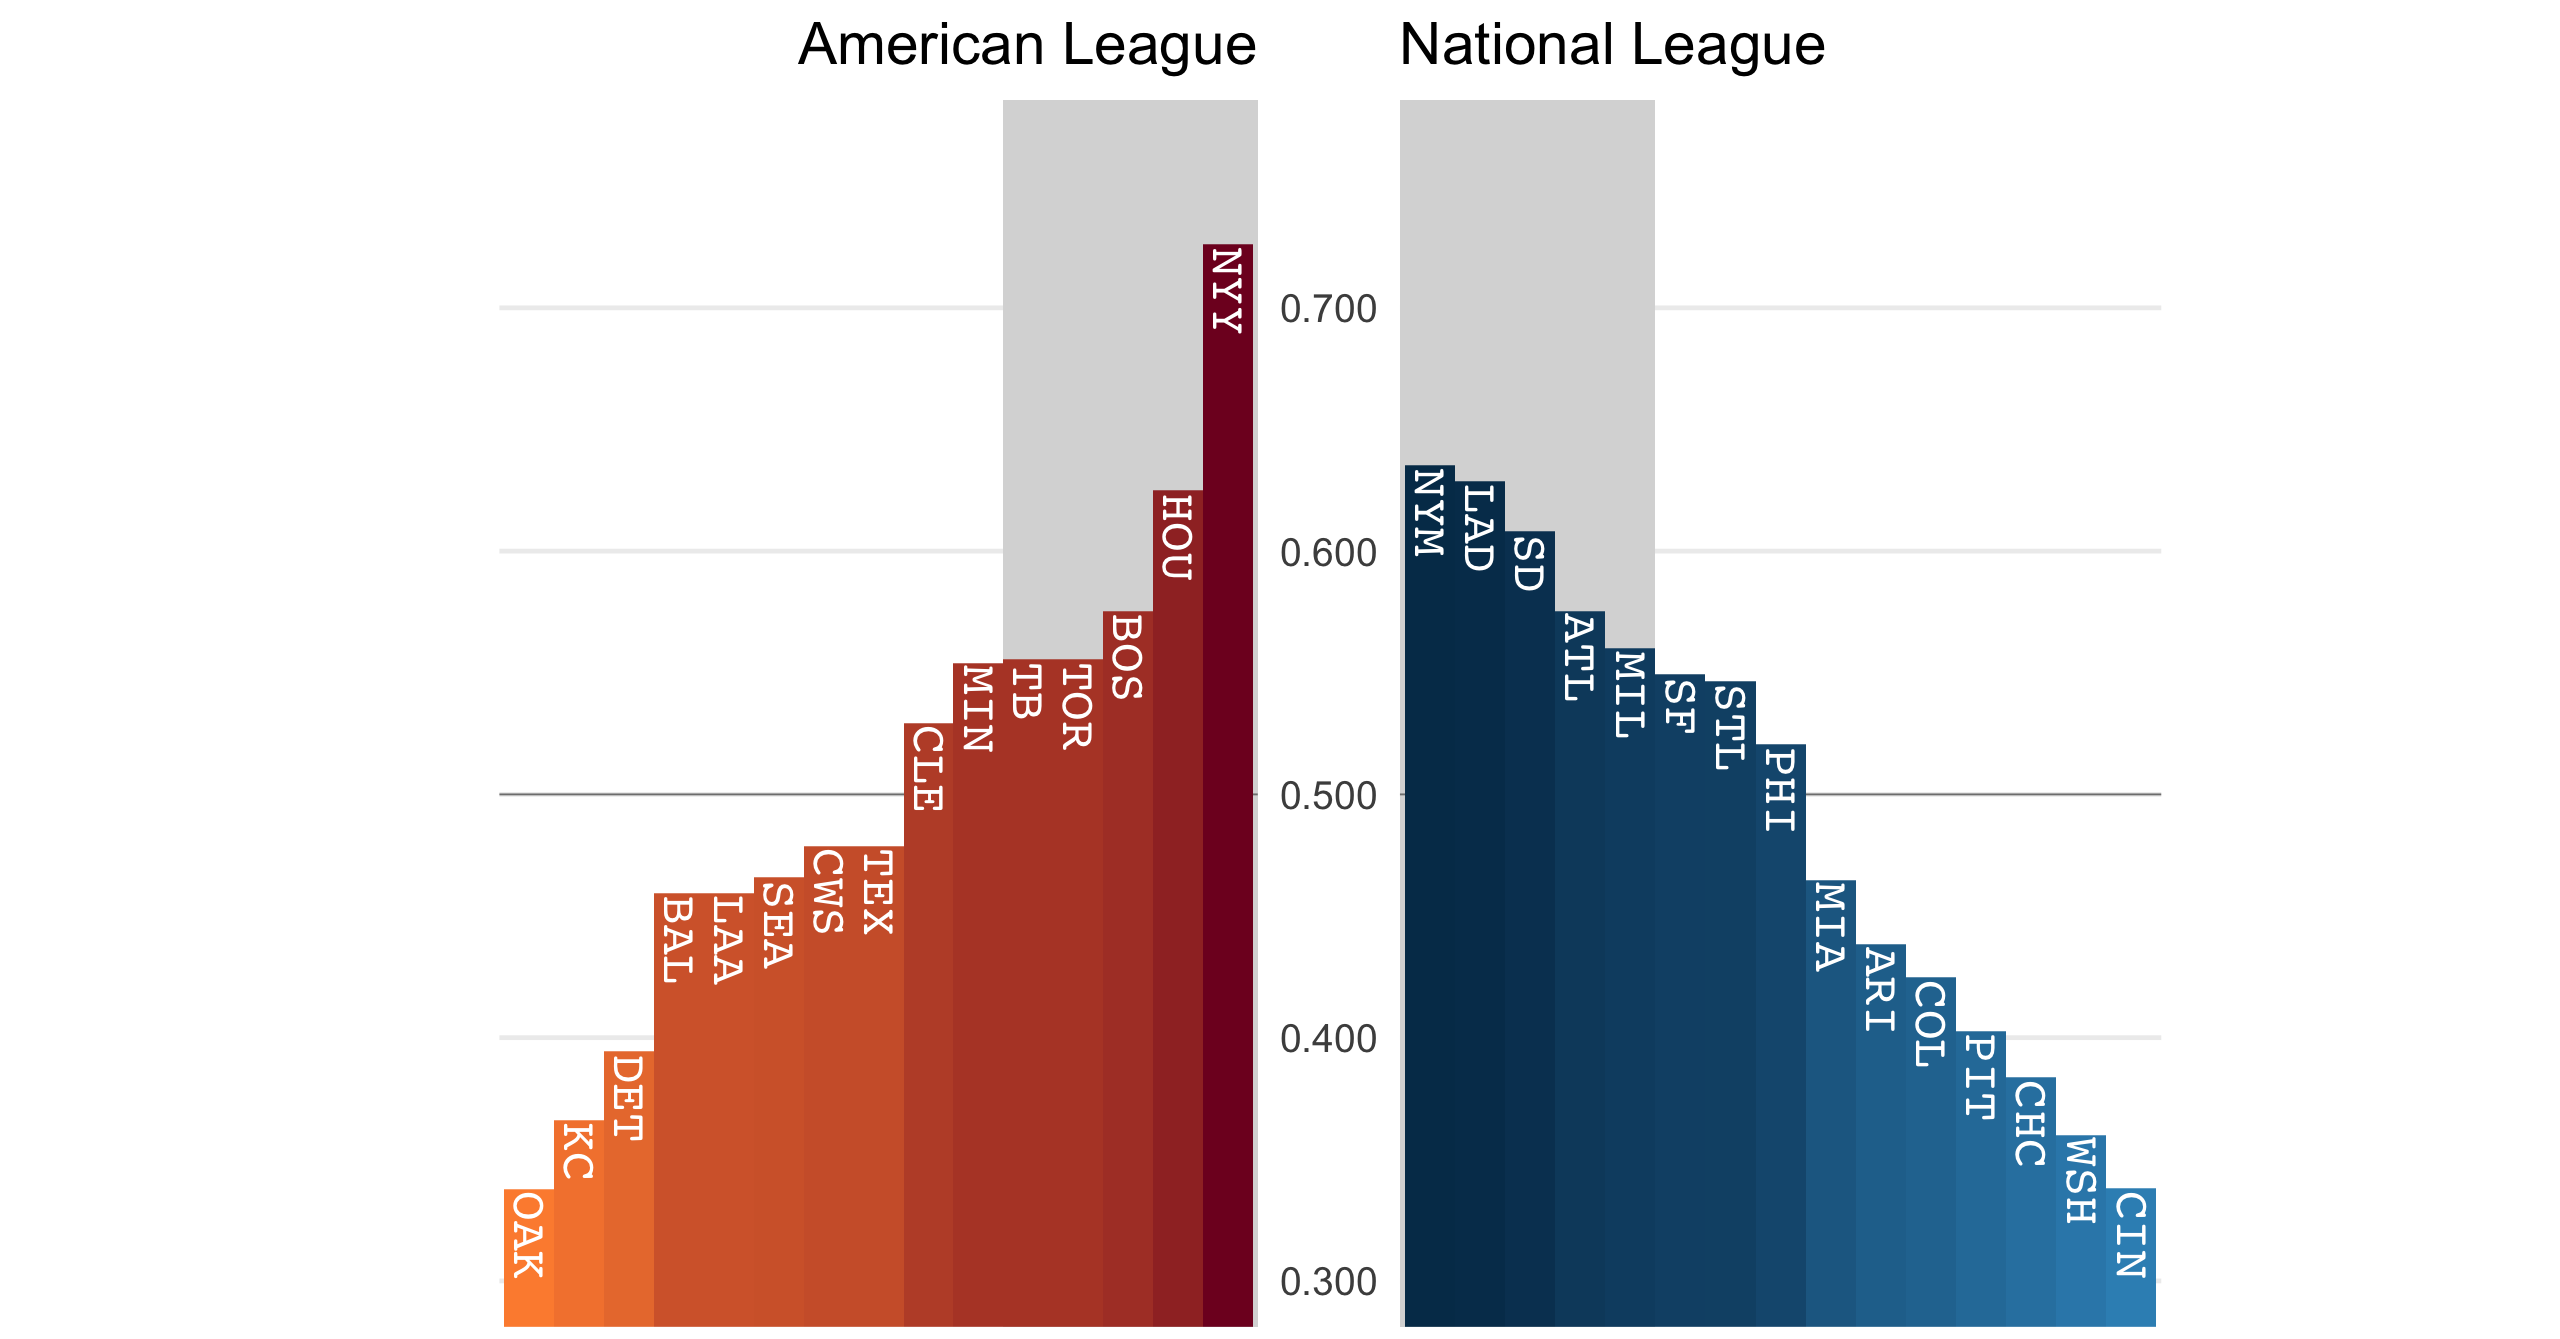 American League
National League
0.700
0.600
0.500
0.400
0.300
OAK
KC
DET
BAL
LAA
SEA
CWS
TEX
CLE
MIN
TB
TOR
BOS
HOU
NYY
NYM
LAD
SD
ATL
MIL
SF
STL
PHI
MIA
ARI
COL
PIT
CHC
WSH
CIN